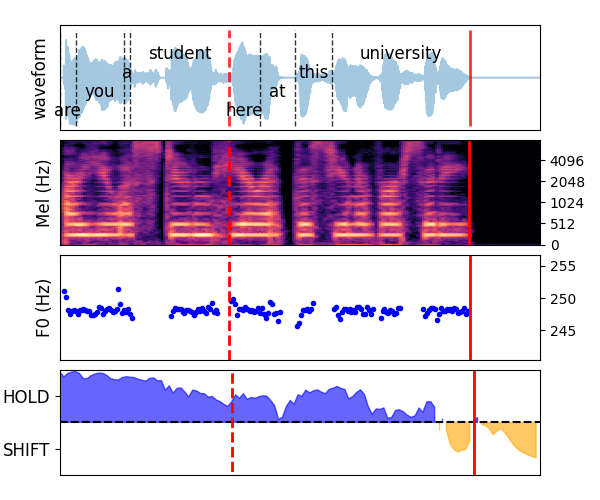 waveform
are
you
a
student
here
at
this
university
Mel (Hz)
4096
2048
1024
512
0
F0 (Hz)
255
250
245
HOLD
SHIFT